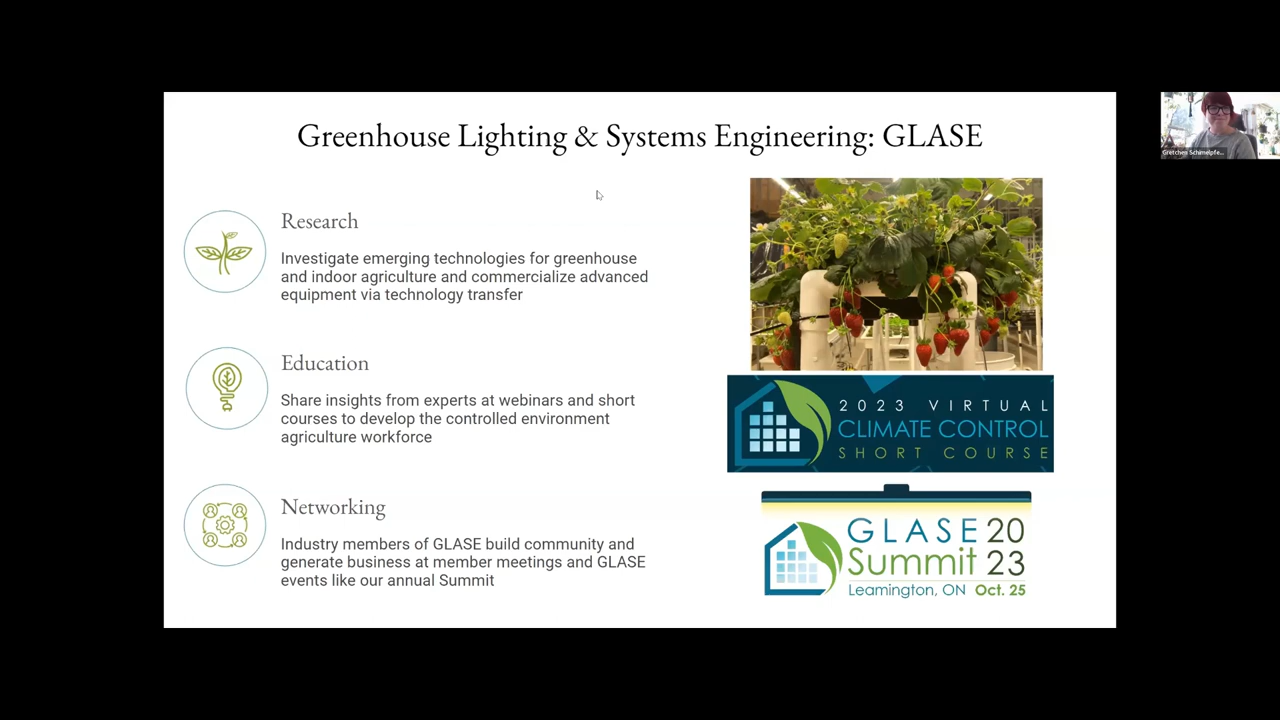 Greenhouse Lighting & Systems Engineering: GLASE
Research
Investigate emerging technologies for greenhouse
and indoor agriculture and commercialize advanced
equipment via technology transfer
Education
Share insights from experts at webinars and short
courses to develop the controlled environment
agriculture workforce
Networking
Industry members of GLASE build community and
generate business at member meetings and GLASE
events like our annual Summit
2023 VIRTUAL
CLIMATE CONTROL
SHORT COURSE
GLASE 20
Summit 23
Leamington, ON Oct. 25
Gretchen Schimelpfe...